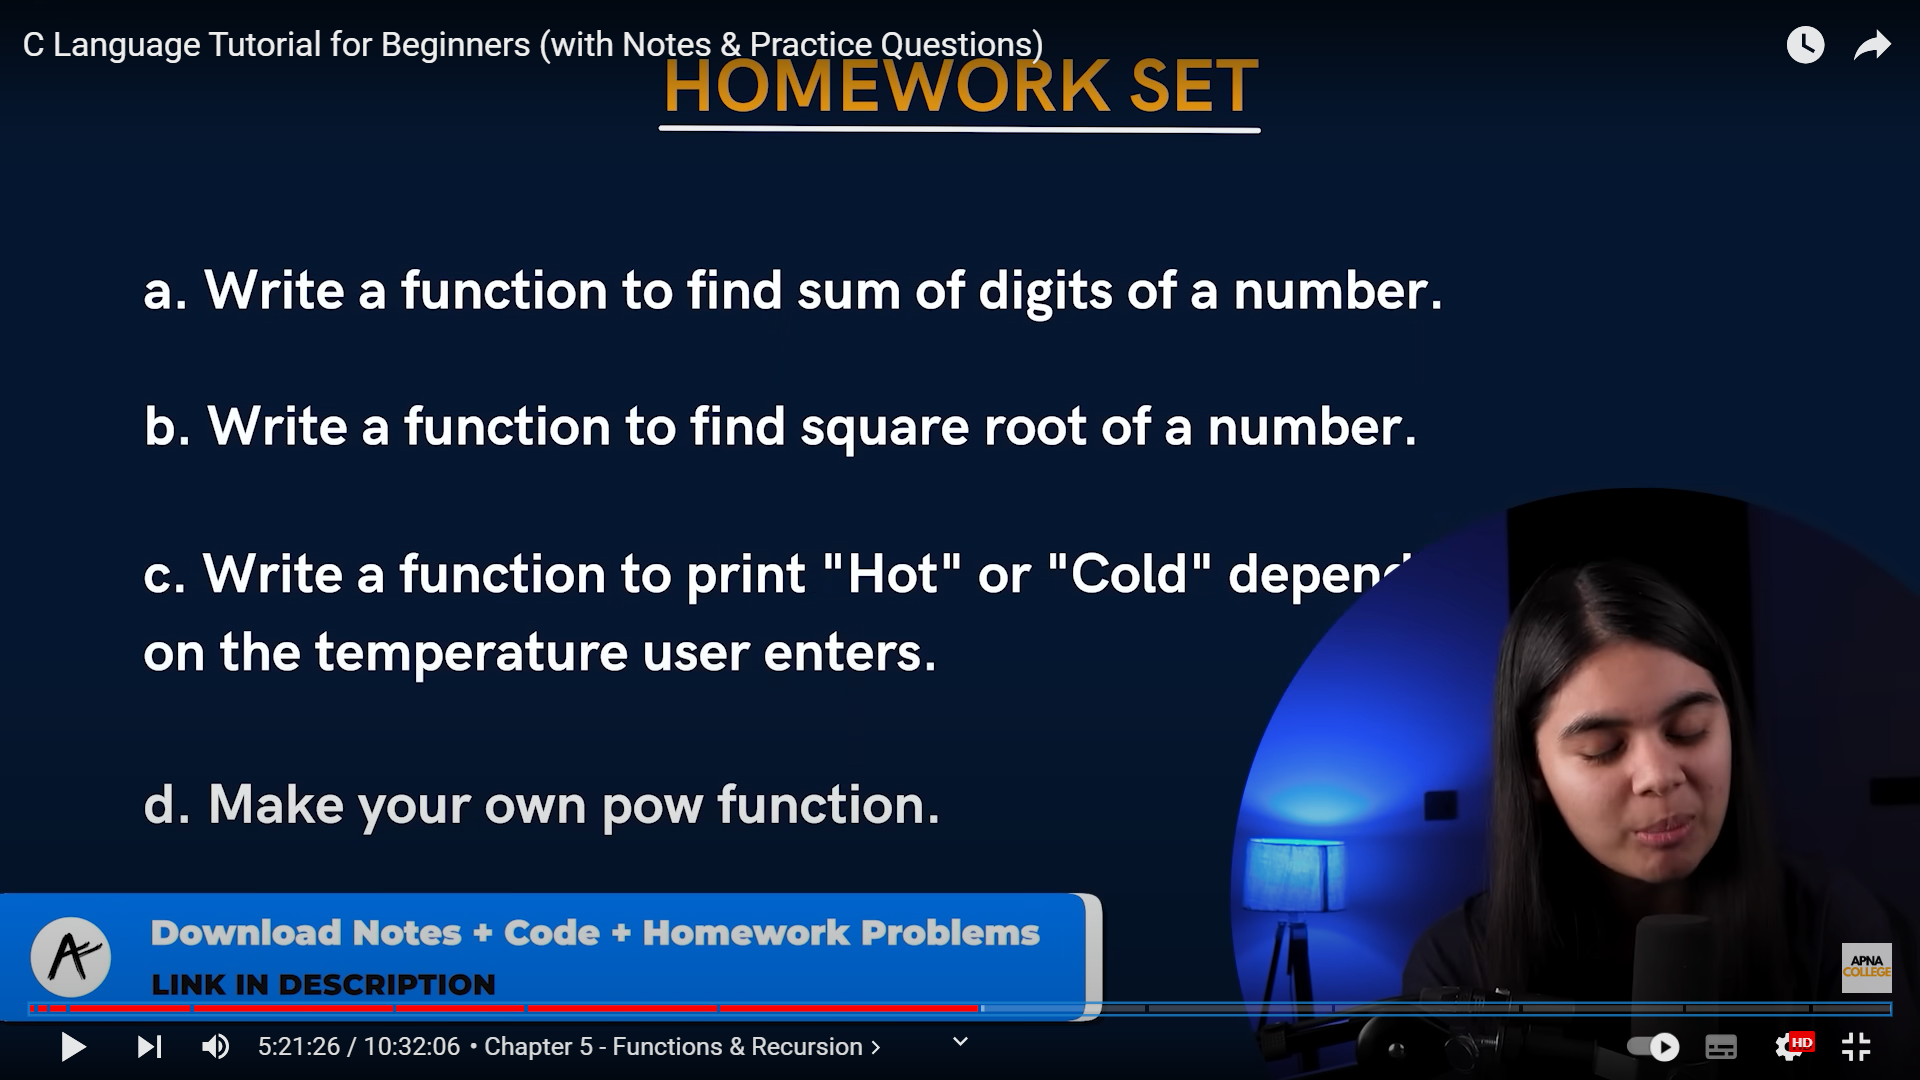 C Language Tutorial for Beginners (with Notes & Practice Questions)
HOMEWORK SET
a. Write a function to find sum of digits of a number.
b. Write a function to find square root of a number.
c. Write a function to print "Hot" or "Cold" depend
on the temperature user enters.
d. Make your own pow function.
Download Notes + Code + Homework Problems
LINK IN DESCRIPTION
APNA
COLLEGE
5:21:26 / 10:32:06 • Chapter 5 - Functions & Recursion
HD